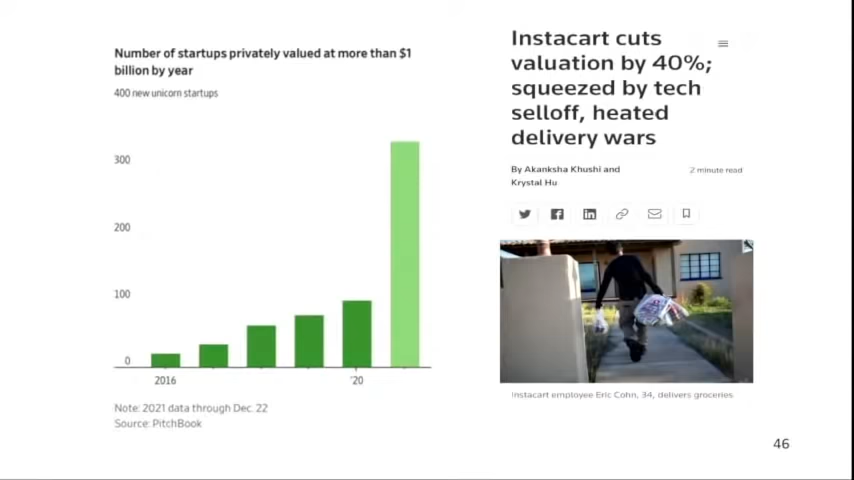 Number of startups privately valued at more than $1
billion by year
400 new unicorn startups
300
200
100
0
2016
'20
Note: 2021 data through Dec. 22
Source: PitchBook
Instacart cuts
valuation by 40%;
squeezed by tech
selloff, heated
delivery wars
By Akanksha Khushi and
Krystal Hu
2 minute read
Instacart employee Eric Cohn, 34, delivers groceries
46